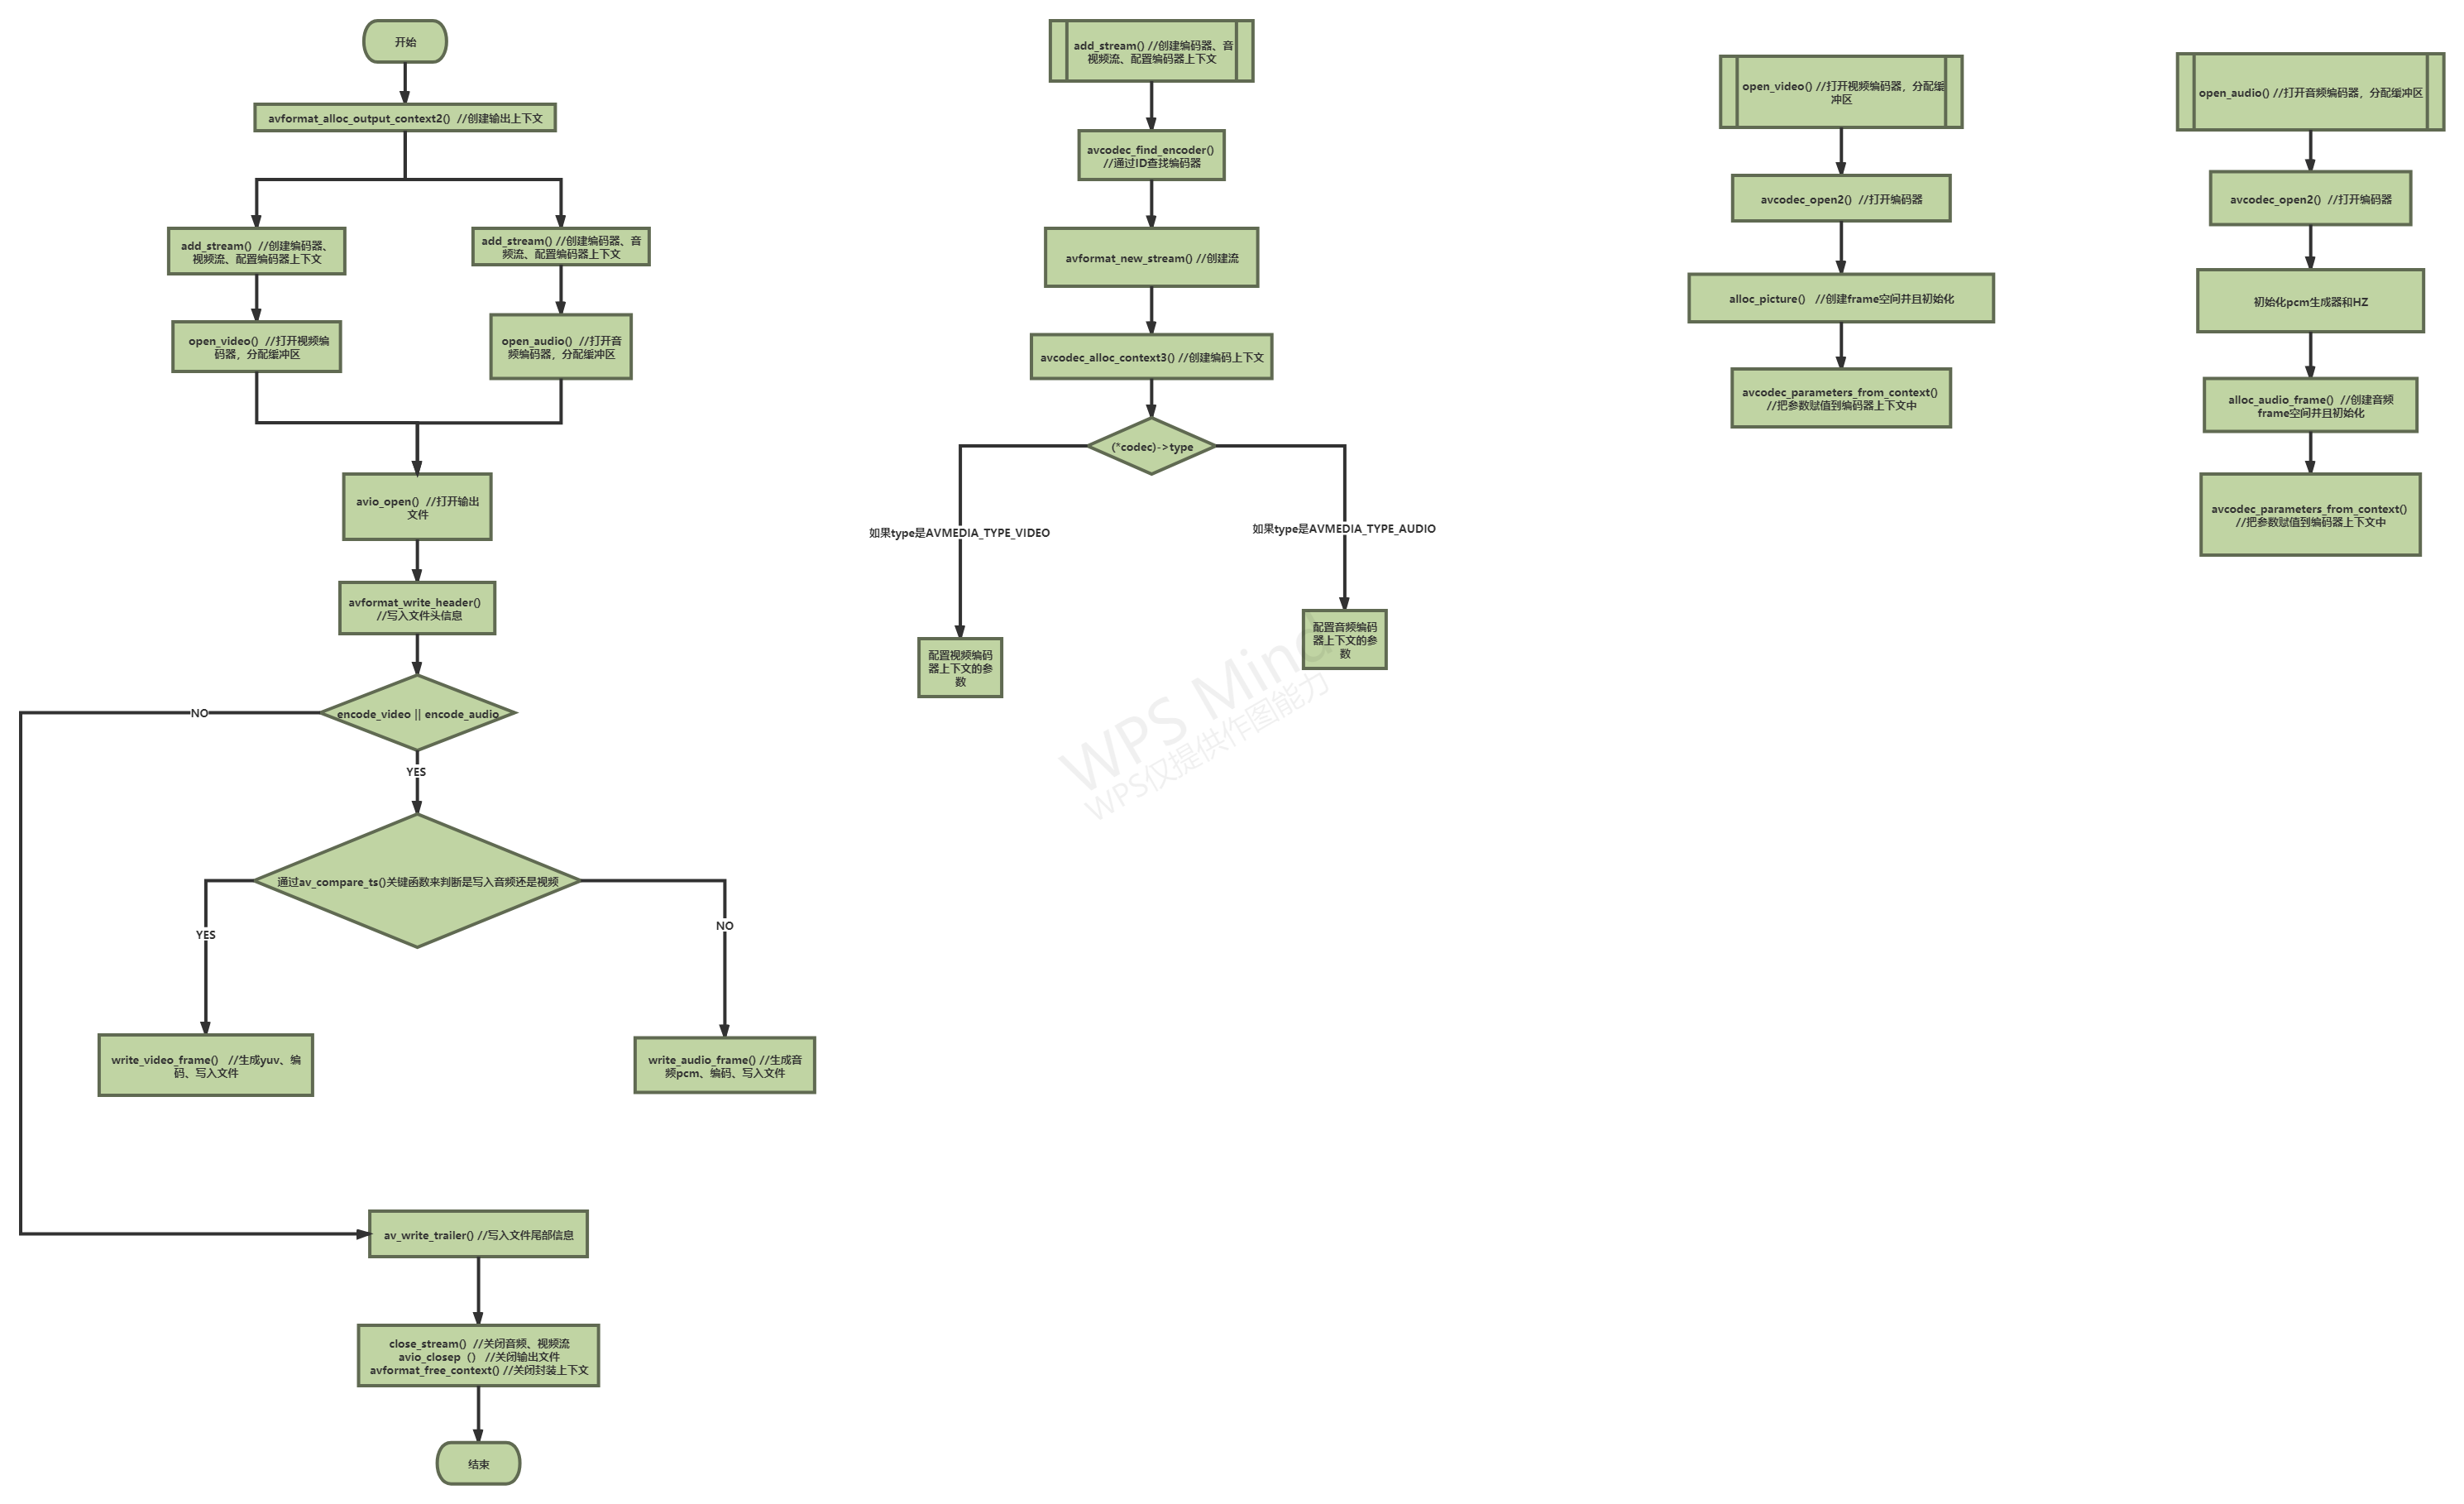 开始
avformat_alloc_output_context2()  //创建输出上下文
add_stream()  //创建编码器、
视频流、配置编码器上下文
add_stream() //创建编码器、音
频流、配置编码器上下文
open_video()  //打开视频编
码器，分配缓冲区
open_audio()  //打开音
频编码器，分配缓冲区
avio_open()  //打开输出
文件
avformat_write_header()
//写入文件头信息
encode_video || encode_audio
NO
YES
通过av_compare_ts()关键函数来判断是写入音频还是视频
YES
NO
write_video_frame()   //生成yuv、编
码、写入文件
write_audio_frame() //生成音
频pcm、编码、写入文件
av_write_trailer() //写入文件尾部信息
close_stream()  //关闭音频、视频流
avio_closep  ()   //关闭输出文件
avformat_free_context() //关闭封装上下文
结束
add_stream() //创建编码器、音
视频流、配置编码器上下文
avcodec_find_encoder()
//通过ID查找编码器
avformat_new_stream() //创建流
avcodec_alloc_context3() //创建编码上下文
(*codec)->type
如果type是AVMEDIA_TYPE_VIDEO
如果type是AVMEDIA_TYPE_AUDIO
配置视频编码
器上下文的参
数
配置音频编码
器上下文的参
数
WPS Mind
WPS仅提供作图能力
open_video() //打开视频编码器，分配缓
冲区
avcodec_open2()  //打开编码器
alloc_picture()   //创建frame空间并且初始化
avcodec_parameters_from_context()
//把参数赋值到编码器上下文中
open_audio() //打开音频编码器，分配缓冲区
avcodec_open2()  //打开编码器
初始化pcm生成器和HZ
alloc_audio_frame()  //创建音频
frame空间并且初始化
avcodec_parameters_from_context()
//把参数赋值到编码器上下文中